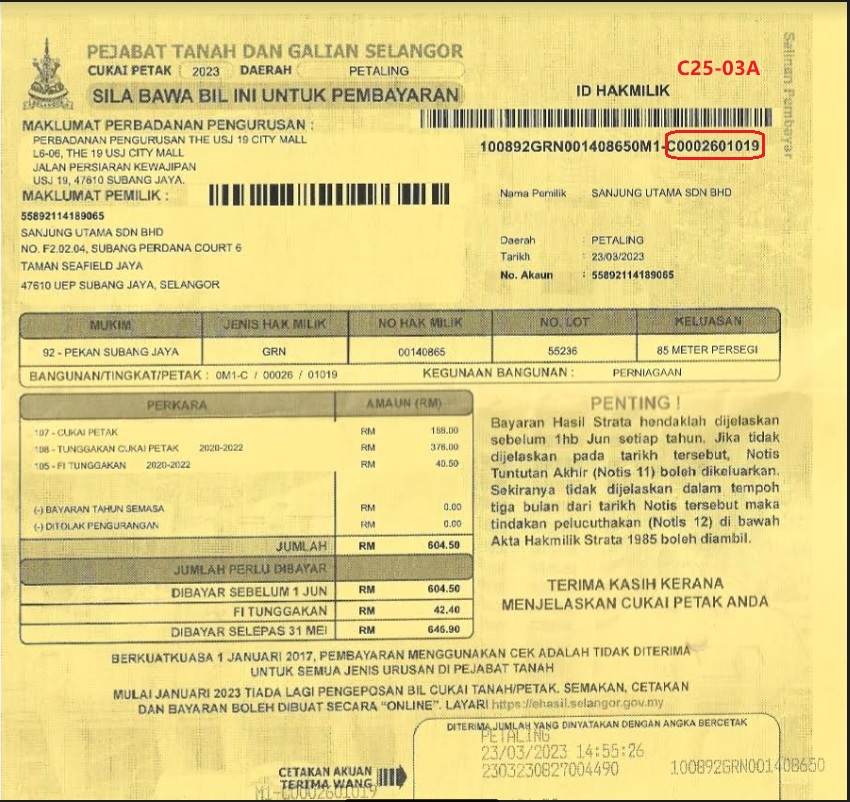 PEJABAT TANAH DAN GALIAN SELANGOR
CUKAI PETAK 2023 DAERAH PETALING
SILA BAWA BIL INI UNTUK PEMBAYARAN
C25-03A
ID HAKMILIK
Salinan Pembayar
MAKLUMAT PERBADANAN PENGURUSAN :
PERBADANAN PENGURUSAN THE USJ 19 CITY MALL
L6-06, THE 19 USJ CITY MALL
JALAN PERSIARAN KEWAJIPAN
USJ 19, 47610 SUBANG JAYA.
100892GRN001408650M1-C0002601019
MAKLUMAT PEMILIK :
55892114189065
SANJUNG UTAMA SDN BHD
NO. F2.02.04, SUBANG PERDANA COURT 6
TAMAN SEAFIELD JAYA
47610 UEP SUBANG JAYA, SELANGOR
Nama Pemilik : SANJUNG UTAMA SDN BHD
Daerah : PETALING
Tarikh : 23/03/2023
No. Akaun : 55892114189065
MUKIM JENIS HAK MILIK NO HAK MILIK NO. LOT KELUASAN
92 - PEKAN SUBANG JAYA GRN 00140865 55236 85 METER PERSEGI
BANGUNAN/TINGKAT/PETAK : 0M1-C / 00026 / 01019 KEGUNAAN BANGUNAN : PERNIAGAAN
PERKARA AMAUN (RM)
107 - CUKAI PETAK RM 188.00
108 - TUNGGAKAN CUKAI PETAK 2020-2022 RM 376.00
105 - FI TUNGGAKAN 2020-2022 RM 40.50
(-) BAYARAN TAHUN SEMASA RM 0.00
(-) DITOLAK PENGURANGAN RM 0.00
JUMLAH RM 604.50
JUMLAH PERLU DIBAYAR
DIBAYAR SEBELUM 1 JUN RM 604.50
FI TUNGGAKAN RM 42.40
DIBAYAR SELEPAS 31 MEI RM 646.90
PENTING !
Bayaran Hasil Strata hendaklah dijelaskan
sebelum 1hb Jun setiap tahun. Jika tidak
dijelaskan pada tarikh tersebut, Notis
Tuntutan Akhir (Notis 11) boleh dikeluarkan.
Sekiranya tidak dijelaskan dalam tempoh
tiga bulan dari tarikh Notis tersebut maka
tindakan pelucuthakan (Notis 12) di bawah
Akta Hakmilik Strata 1985 boleh diambil.
TERIMA KASIH KERANA
MENJELASKAN CUKAI PETAK ANDA
BERKUATKUASA 1 JANUARI 2017, PEMBAYARAN MENGGUNAKAN CEK ADALAH TIDAK DITERIMA
UNTUK SEMUA JENIS URUSAN DI PEJABAT TANAH
MULAI JANUARI 2023 TIADA LAGI PENGEPOSAN BIL CUKAI TANAH/PETAK. SEMAKAN, CETAKAN
DAN BAYARAN BOLEH DIBUAT SECARA "ONLINE". LAYARI https://ehasil.selangor.gov.my
DITERIMA JUMLAH YANG DINYATAKAN DENGAN ANGKA BERCETAK
PETALING
23/03/2023 14:55:26
2303230827004490 100892GRN001408650
CETAKAN AKUAN
TERIMA WANG
M1-C0002601019